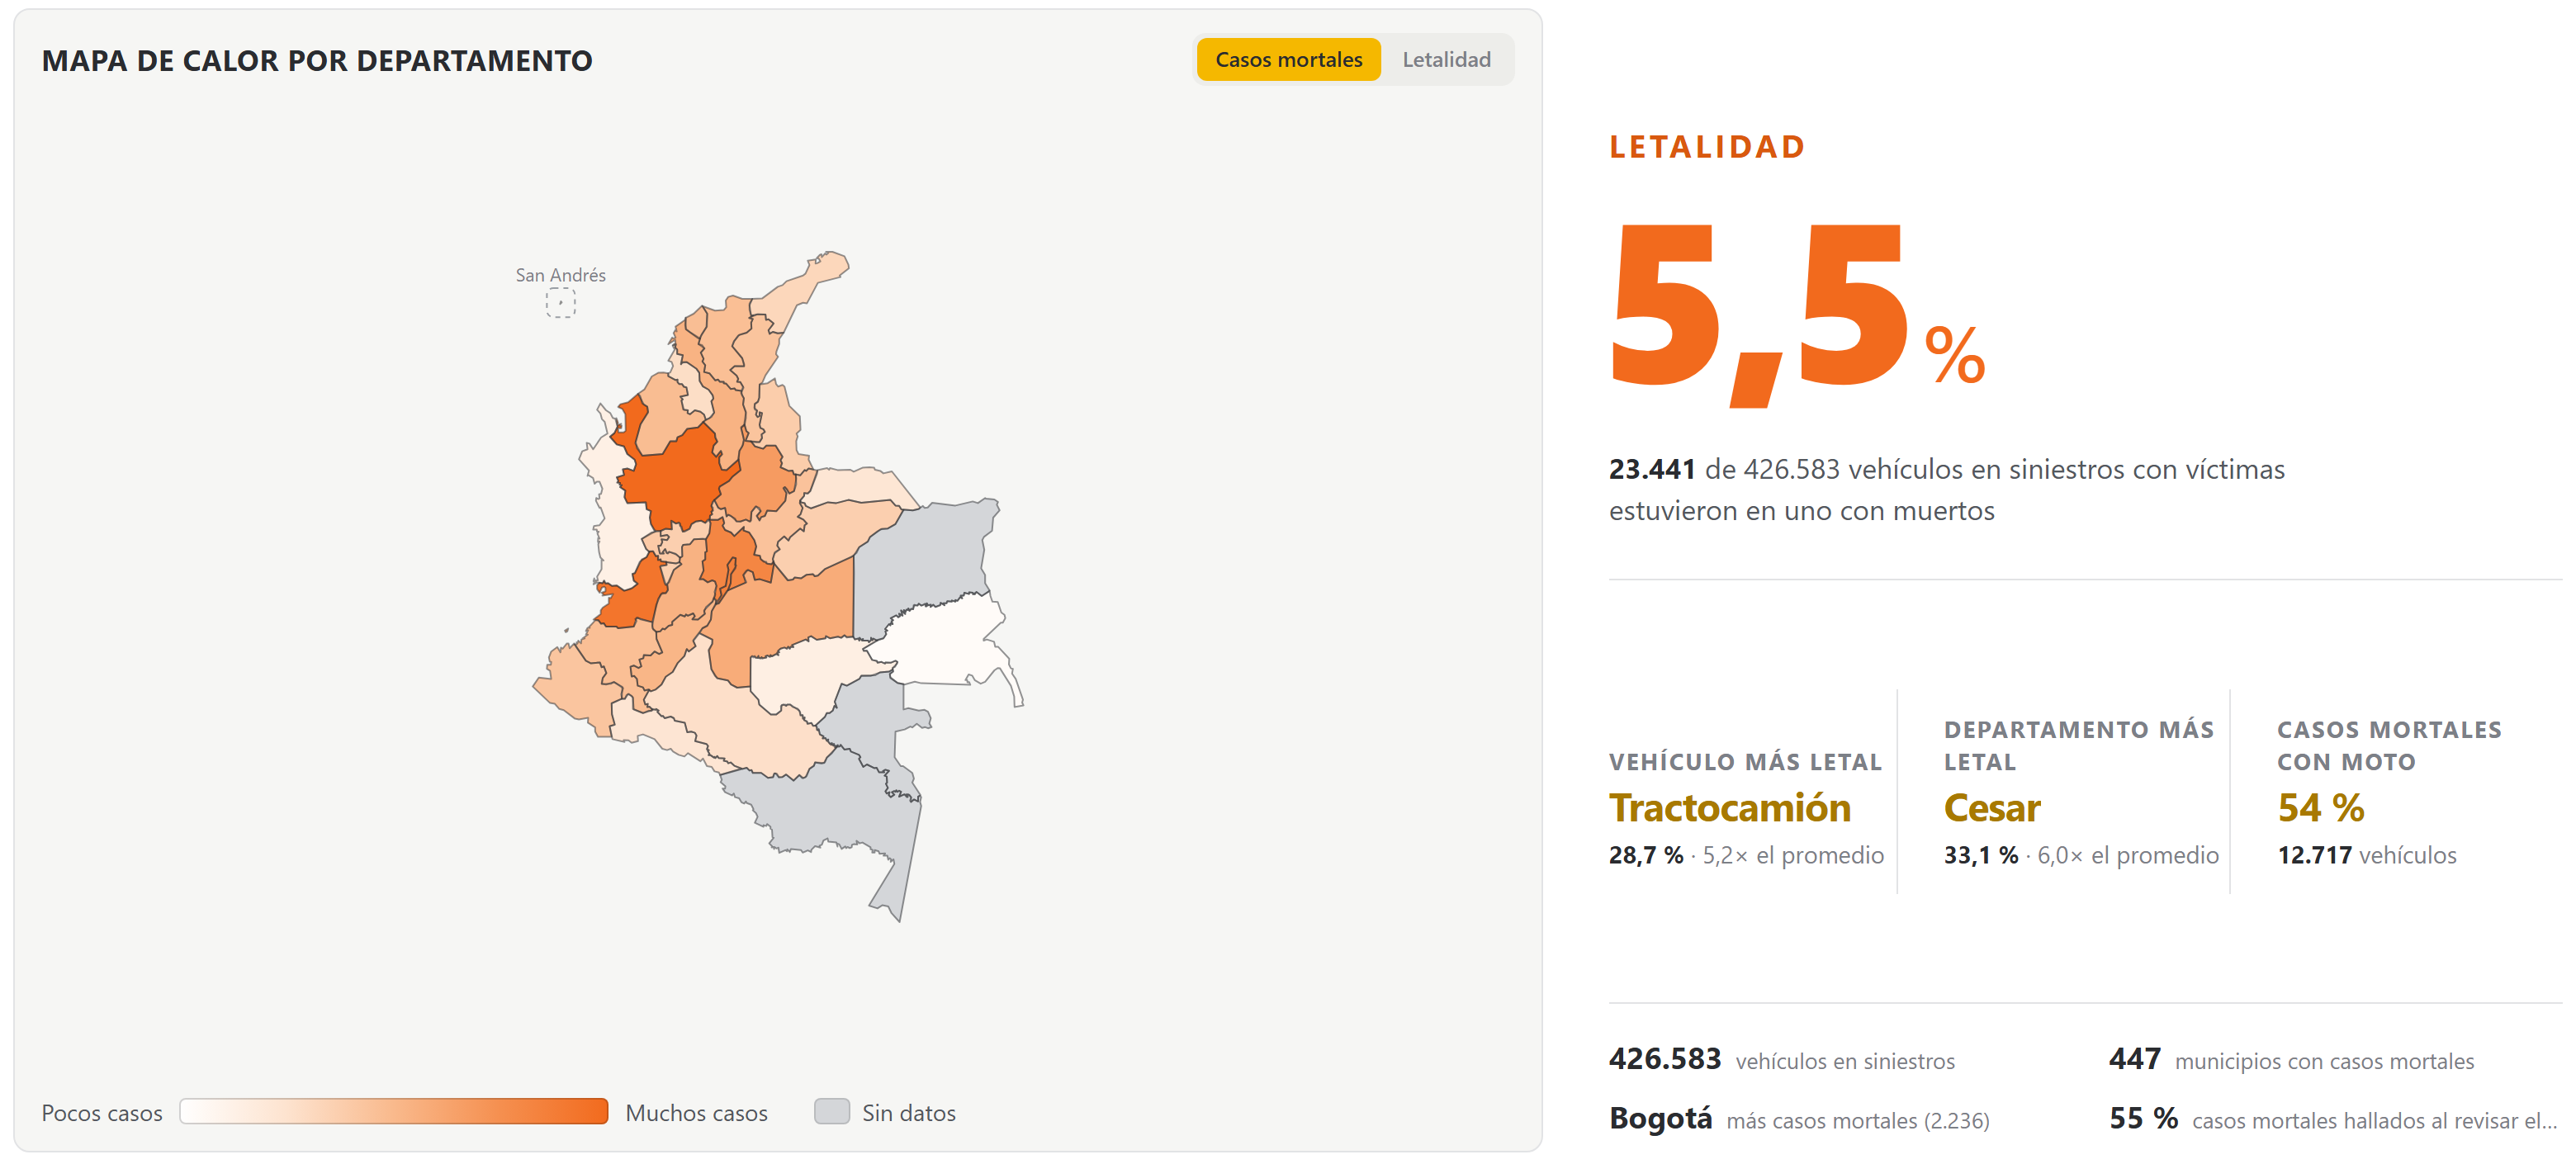 MAPA DE CALOR POR DEPARTAMENTO
Casos mortales
Letalidad
San Andrés
Pocos casos
Muchos casos
Sin datos
LETALIDAD
5,5 %
23.441 de 426.583 vehículos en siniestros con víctimas
estuvieron en uno con muertos
VEHÍCULO MÁS LETAL
Tractocamión
28,7 % · 5,2× el promedio
DEPARTAMENTO MÁS
LETAL
Cesar
33,1 % · 6,0× el promedio
CASOS MORTALES
CON MOTO
54 %
12.717 vehículos
426.583 vehículos en siniestros
447 municipios con casos mortales
Bogotá más casos mortales (2.236)
55 % casos mortales hallados al revisar el...